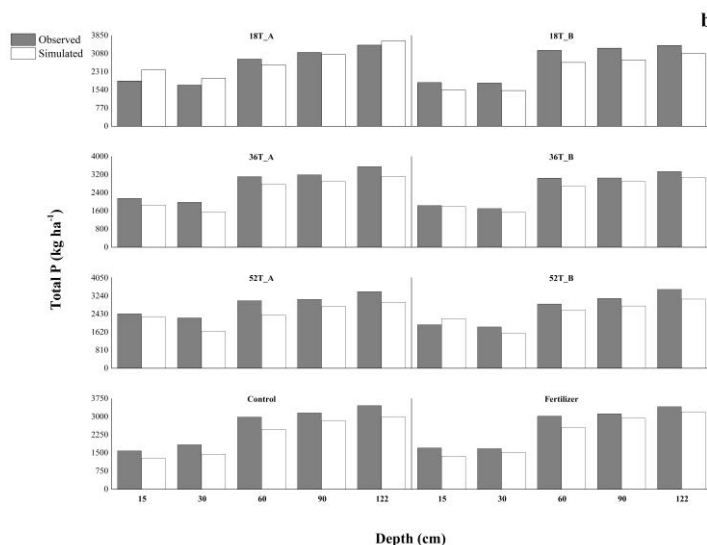 b
Observed
Simulated
18T_A
18T_B
3850
3080
2310
1540
770
0
36T_A
36T_B
4000
3200
2400
1600
800
0
52T_A
52T_B
4050
3240
2430
1620
810
0
Control
Fertilizer
3750
3000
2250
1500
750
0
Total P (kg ha⁻¹)
15 30 60 90 122 15 30 60 90 122
Depth (cm)